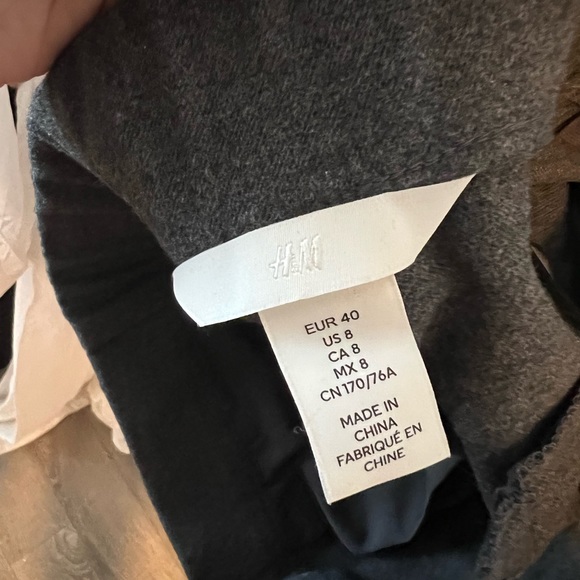 H&M
EUR 40
US 8
CA 8
MX 8
CN 170/76A
MADE IN
CHINA
FABRIQUÉ EN
CHINE